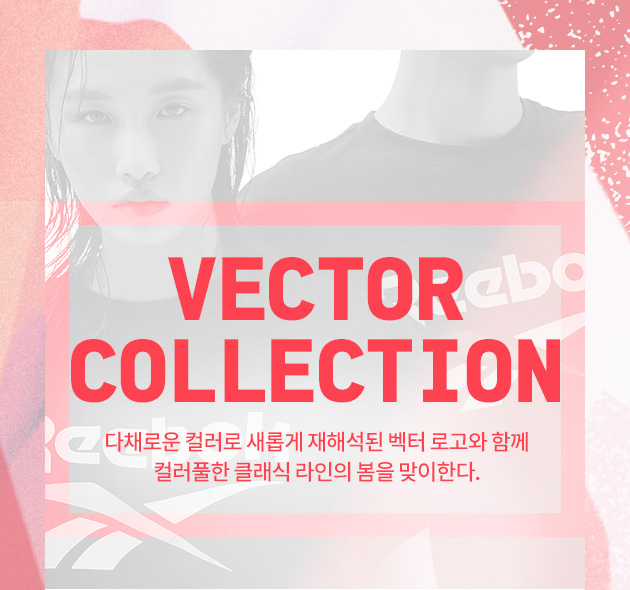 Reebok
VECTOR
COLLECTION
Reebok
다채로운 컬러로 새롭게 재해석된 벡터 로고와 함께
컬러풀한 클래식 라인의 봄을 맞이한다.